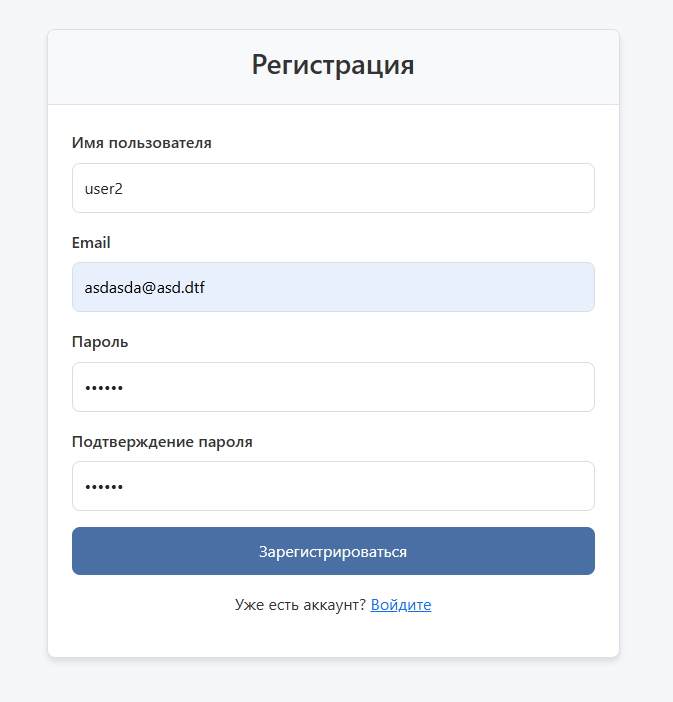 Регистрация
Имя пользователя
user2
Email
asdasda@asd.dtf
Пароль
••••••
Подтверждение пароля
••••••
Зарегистрироваться
Уже есть аккаунт? Войдите